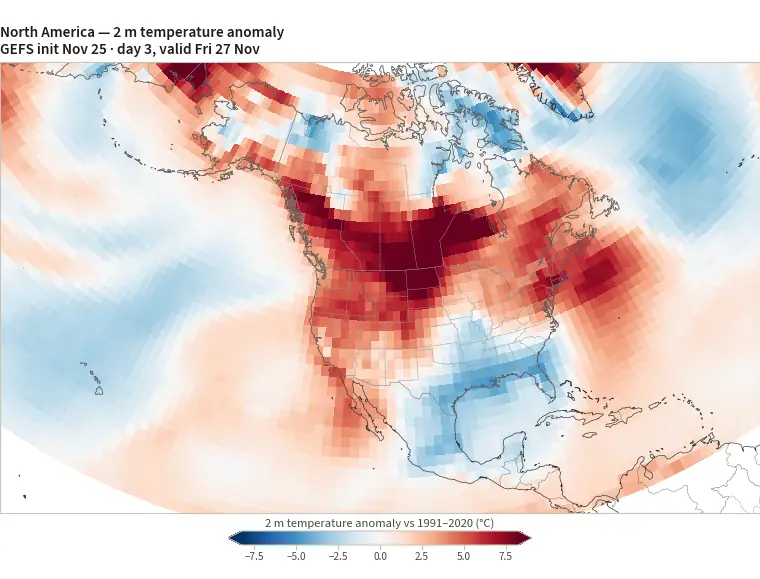 North America — 2 m temperature anomaly
GEFS init Nov 25 · day 3, valid Fri 27 Nov
2 m temperature anomaly vs 1991–2020 (°C)
−7.5 −5.0 −2.5 0.0 2.5 5.0 7.5